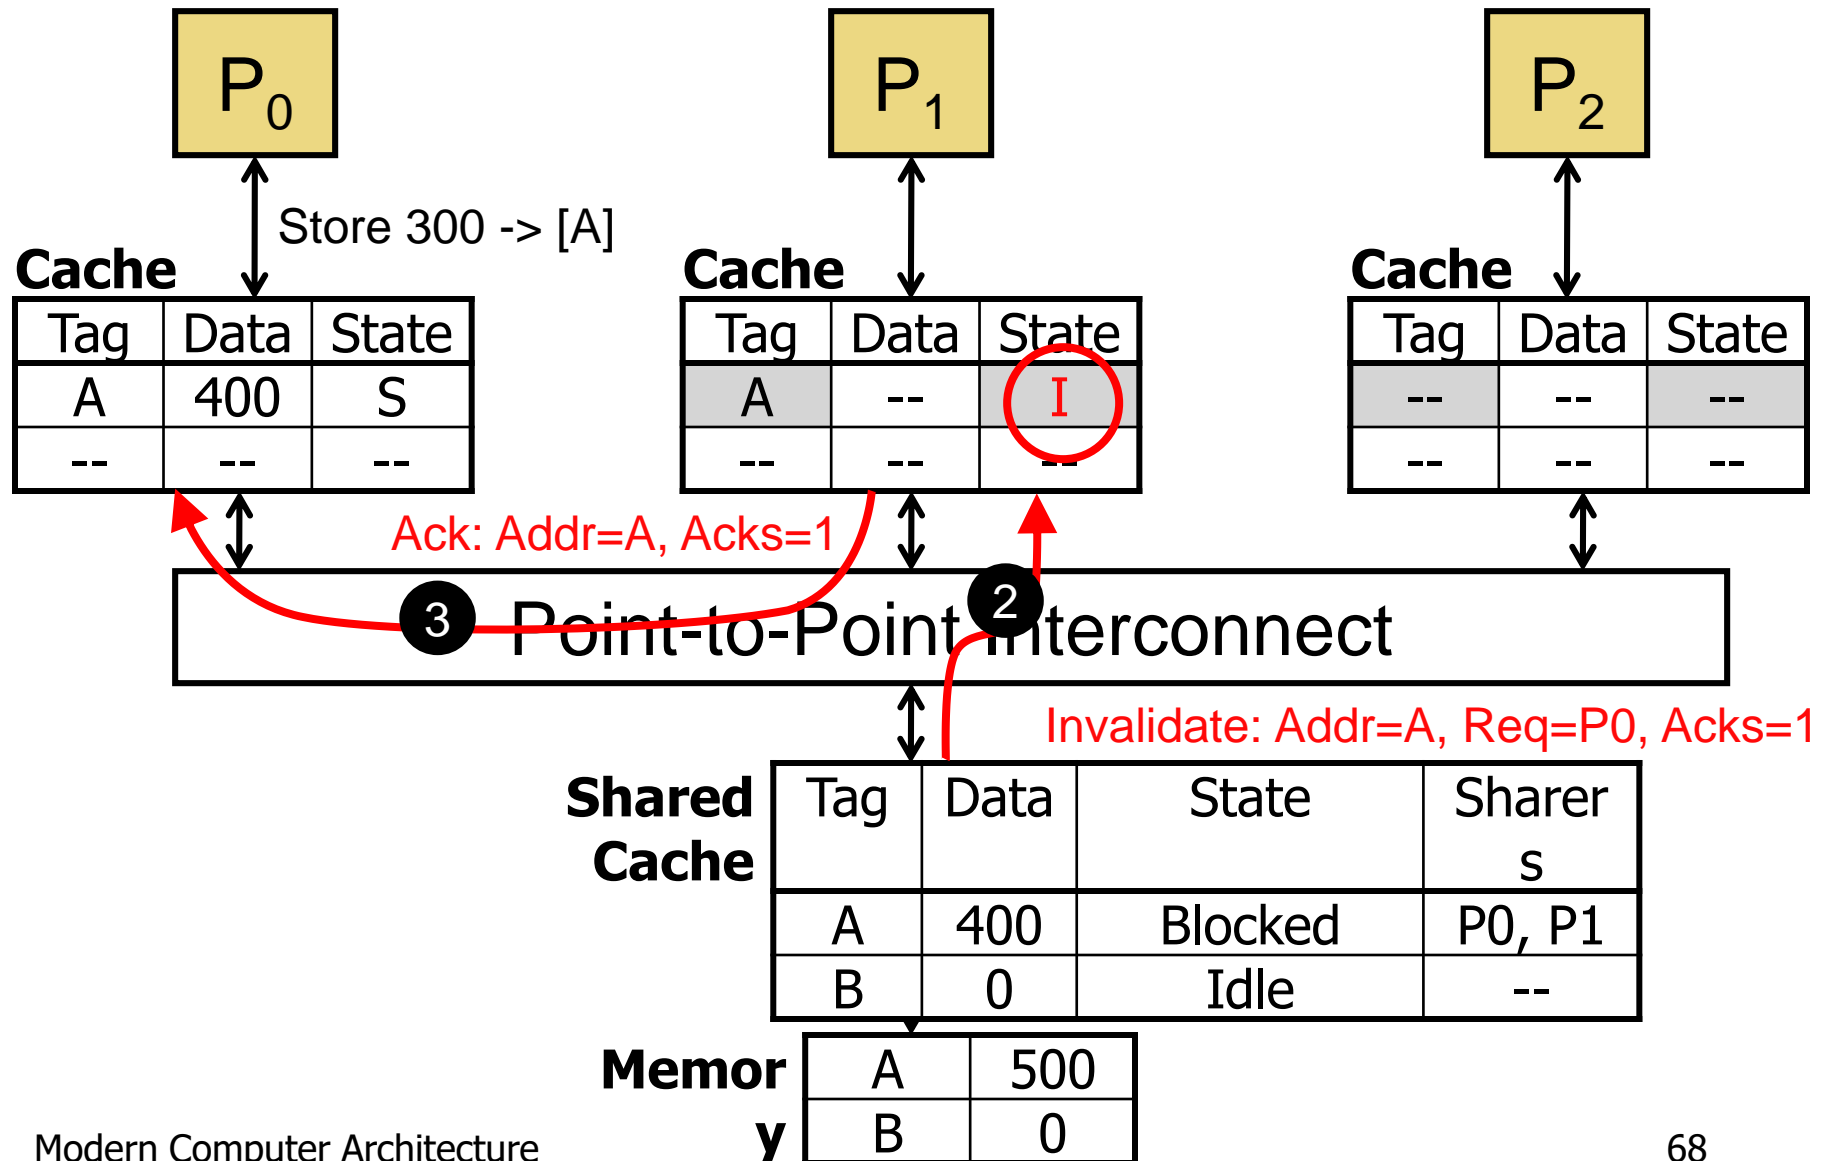 P0 P1 P2
Store 300 -> [A]
Cache Cache Cache
Tag Data State Tag Data State Tag Data State
A 400 S A -- I -- -- --
-- -- -- -- -- -- -- -- --
Ack: Addr=A, Acks=1
3 Point-to-Point Interconnect 2
Invalidate: Addr=A, Req=P0, Acks=1
Shared Tag Data State Sharer
Cache s
A 400 Blocked P0, P1
B 0 Idle --
Memor A 500
y B 0
Modern Computer Architecture 68